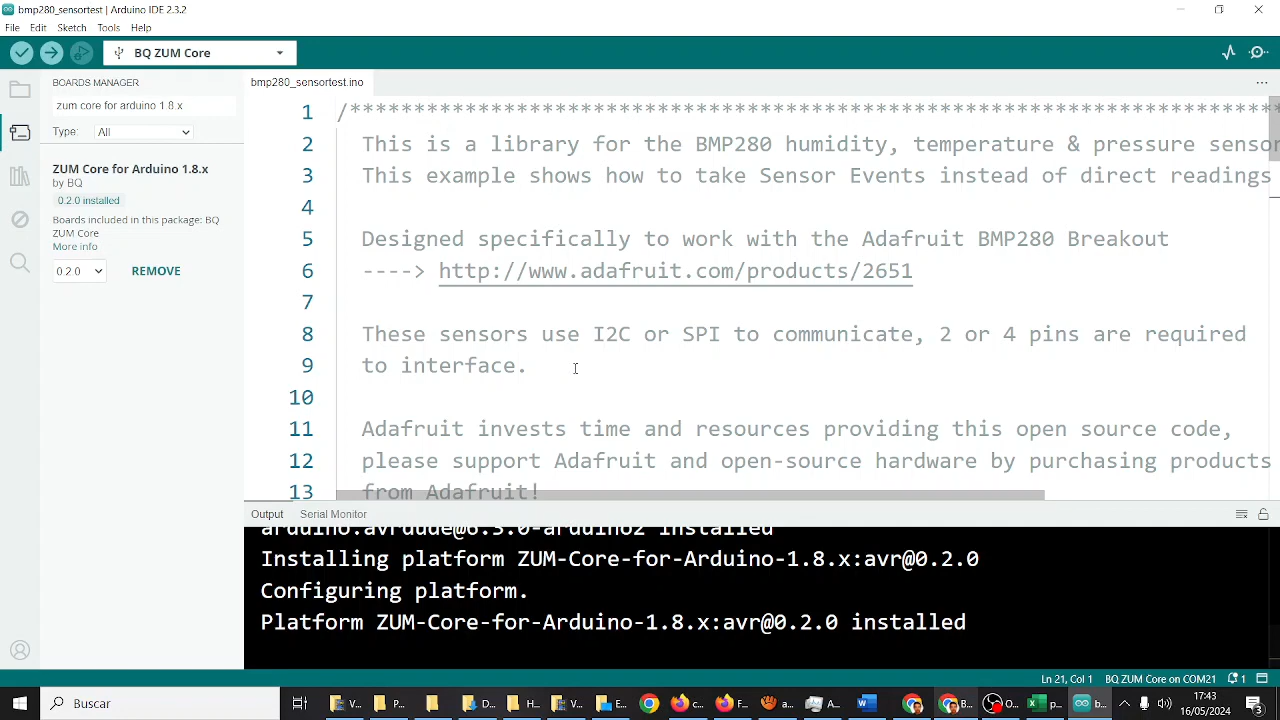 bmp280_sensortest | Arduino IDE 2.3.2
File Edit Sketch Tools Help
BQ ZUM Core
BOARDS MANAGER
zum core for arduino 1.8.x
Type: All
ZUM Core for Arduino 1.8.x
by BQ
0.2.0 installed
Boards included in this package: BQ
ZUM Core
More info
0.2.0 REMOVE
bmp280_sensortest.ino
1 /*************************************************************************
2 This is a library for the BMP280 humidity, temperature & pressure sensor
3 This example shows how to take Sensor Events instead of direct readings
4
5 Designed specifically to work with the Adafruit BMP280 Breakout
6 ----> http://www.adafruit.com/products/2651
7
8 These sensors use I2C or SPI to communicate, 2 or 4 pins are required
9 to interface.
10
11 Adafruit invests time and resources providing this open source code,
12 please support Adafruit and open-source hardware by purchasing products
13 from Adafruit!
Output Serial Monitor
arduino:avrdude@6.3.0-arduino2 installed
Installing platform ZUM-Core-for-Arduino-1.8.x:avr@0.2.0
Configuring platform.
Platform ZUM-Core-for-Arduino-1.8.x:avr@0.2.0 installed
Ln 21, Col 1 BQ ZUM Core on COM21 1
Buscar V... P... D... H... V... E... F... a... A... W... B... O... p... b...
17:43
16/05/2024
3